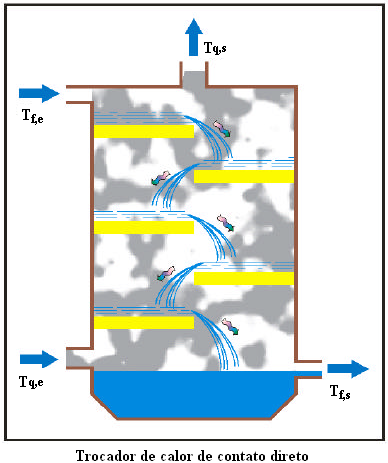 Tq,s
Tf,e
Tq,e
Tf,s
Trocador de calor de contato direto